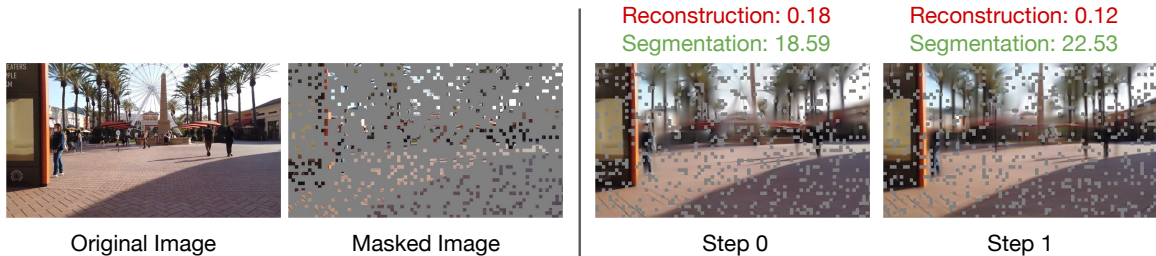 Reconstruction: 0.18
Segmentation: 18.59
Reconstruction: 0.12
Segmentation: 22.53
Original Image
Masked Image
Step 0
Step 1